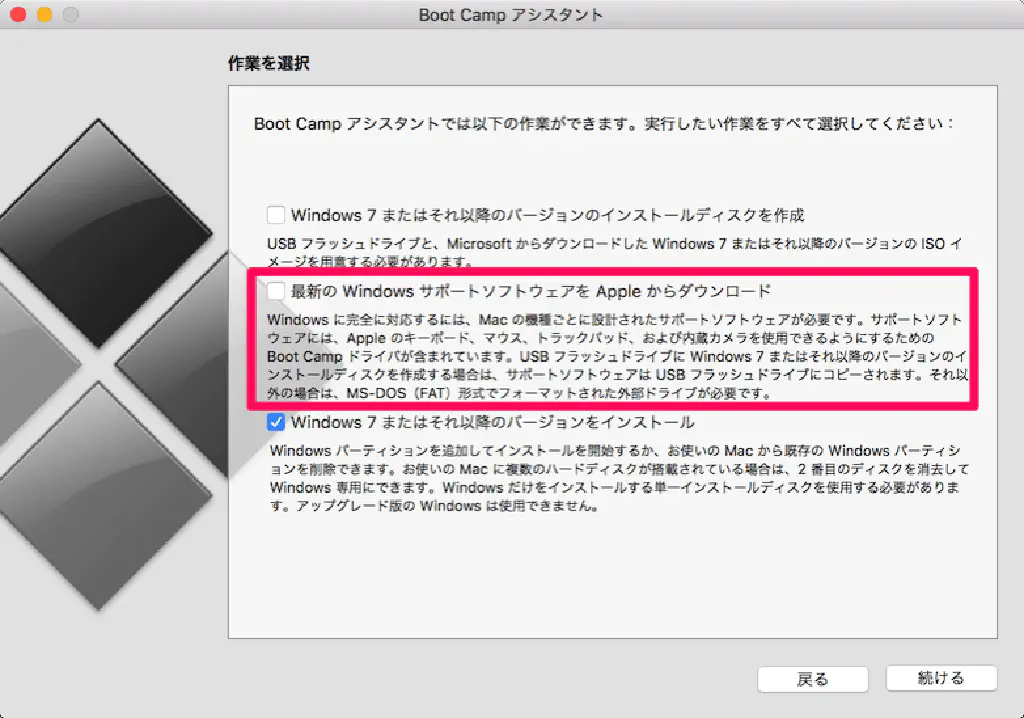 Boot Camp アシスタント
作業を選択
Boot Camp アシスタントでは以下の作業ができます。実行したい作業をすべて選択してください：
Windows 7 またはそれ以降のバージョンのインストールディスクを作成
USB フラッシュドライブと、Microsoft からダウンロードした Windows 7 またはそれ以降のバージョンの ISO イ
メージを用意する必要があります。
最新の Windows サポートソフトウェアを Apple からダウンロード
Windows に完全に対応するには、Mac の機種ごとに設計されたサポートソフトウェアが必要です。サポートソフト
ウェアには、Apple のキーボード、マウス、トラックパッド、および内蔵カメラを使用できるようにするための
Boot Camp ドライバが含まれています。USB フラッシュドライブに Windows 7 またはそれ以降のバージョンのイ
ンストールディスクを作成する場合は、サポートソフトウェアは USB フラッシュドライブにコピーされます。それ以
外の場合は、MS-DOS（FAT）形式でフォーマットされた外部ドライブが必要です。
Windows 7 またはそれ以降のバージョンをインストール
Windows パーティションを追加してインストールを開始するか、お使いの Mac から既存の Windows パーティシ
ョンを削除できます。お使いの Mac に複数のハードディスクが搭載されている場合は、2 番目のディスクを消去して
Windows 専用にできます。Windows だけをインストールする単一インストールディスクを使用する必要がありま
す。アップグレード版の Windows は使用できません。
戻る
続ける